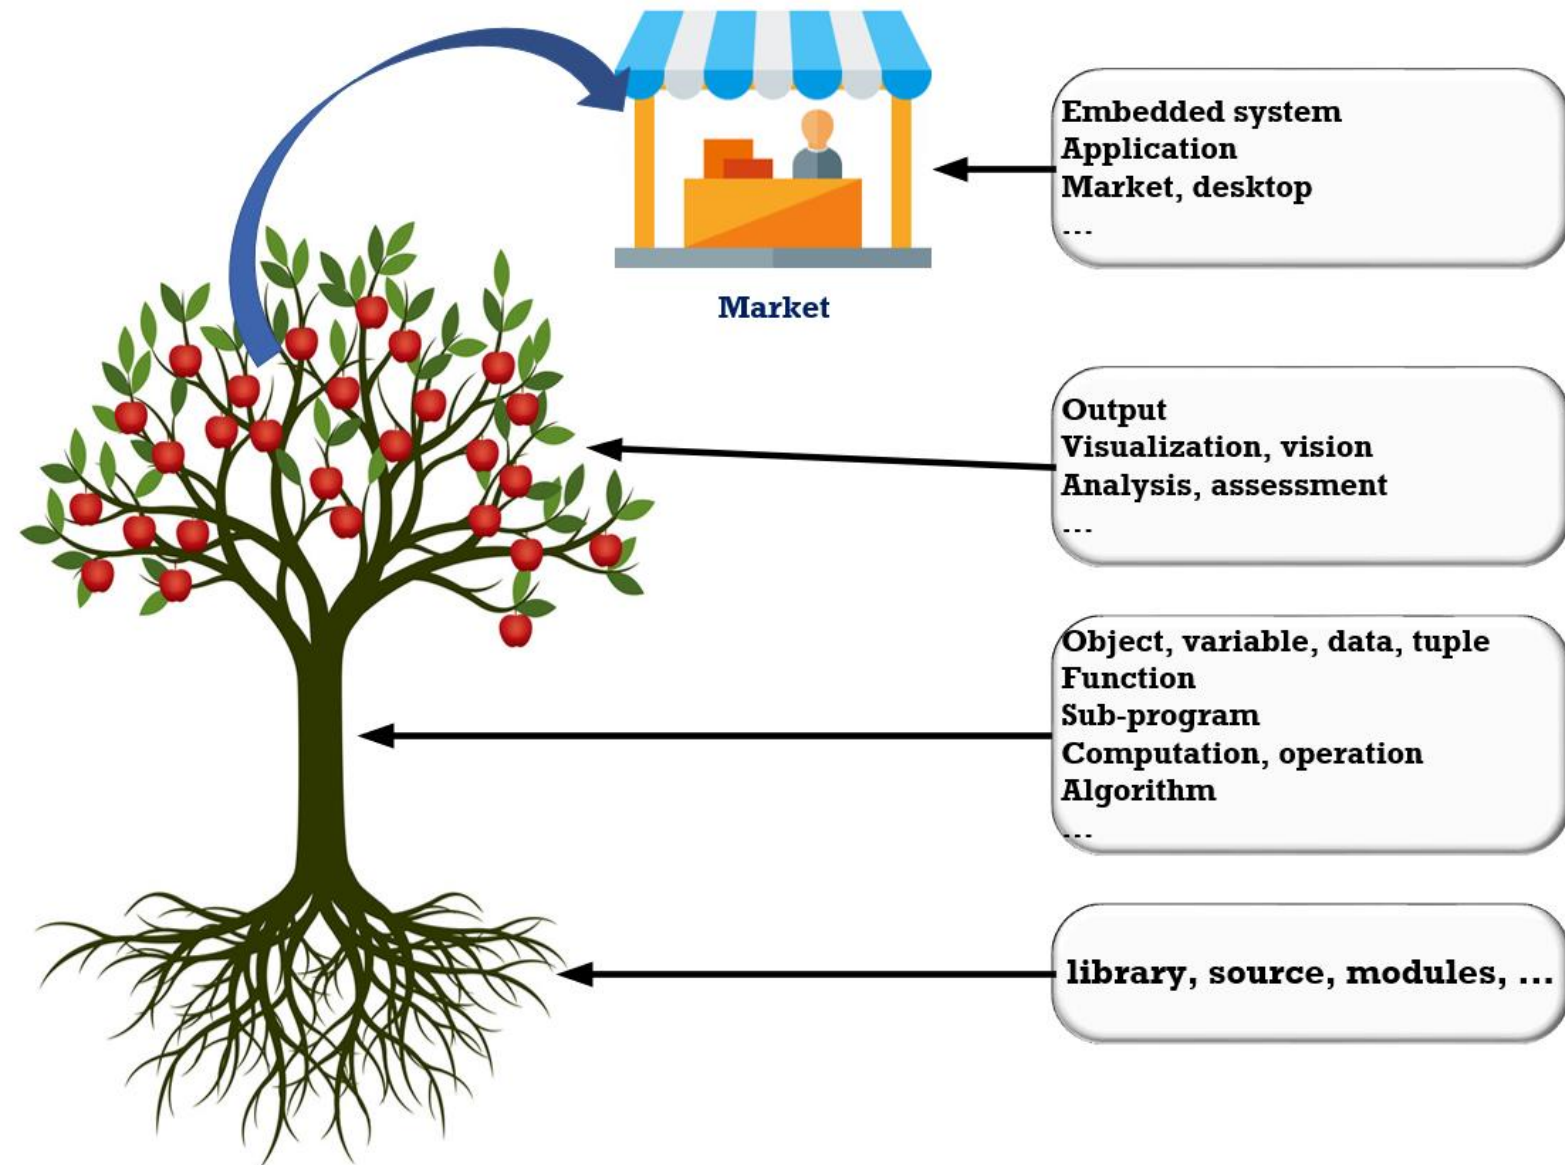 Embedded system
Application
Market, desktop
...
Market
Output
Visualization, vision
Analysis, assessment
...
Object, variable, data, tuple
Function
Sub-program
Computation, operation
Algorithm
...
library, source, modules, ...